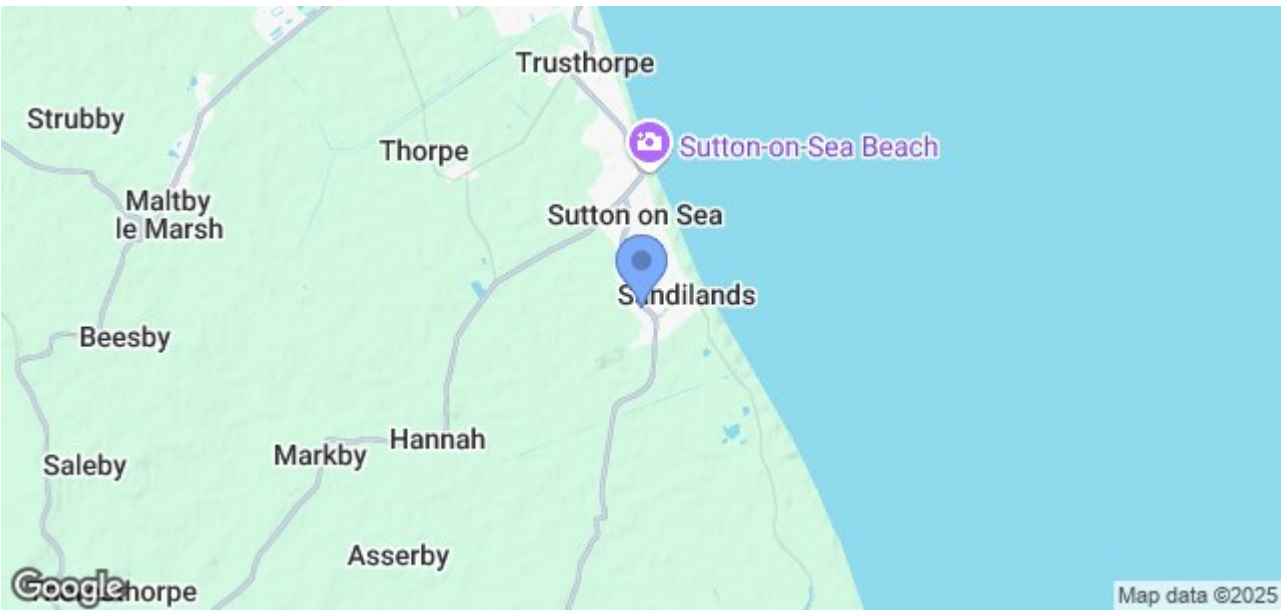 Trusthorpe
Strubby
Thorpe
Sutton-on-Sea Beach
Maltby
le Marsh
Sutton on Sea
Sandilands
Beesby
Hannah
Markby
Saleby
Asserby
Google
Map data ©2025